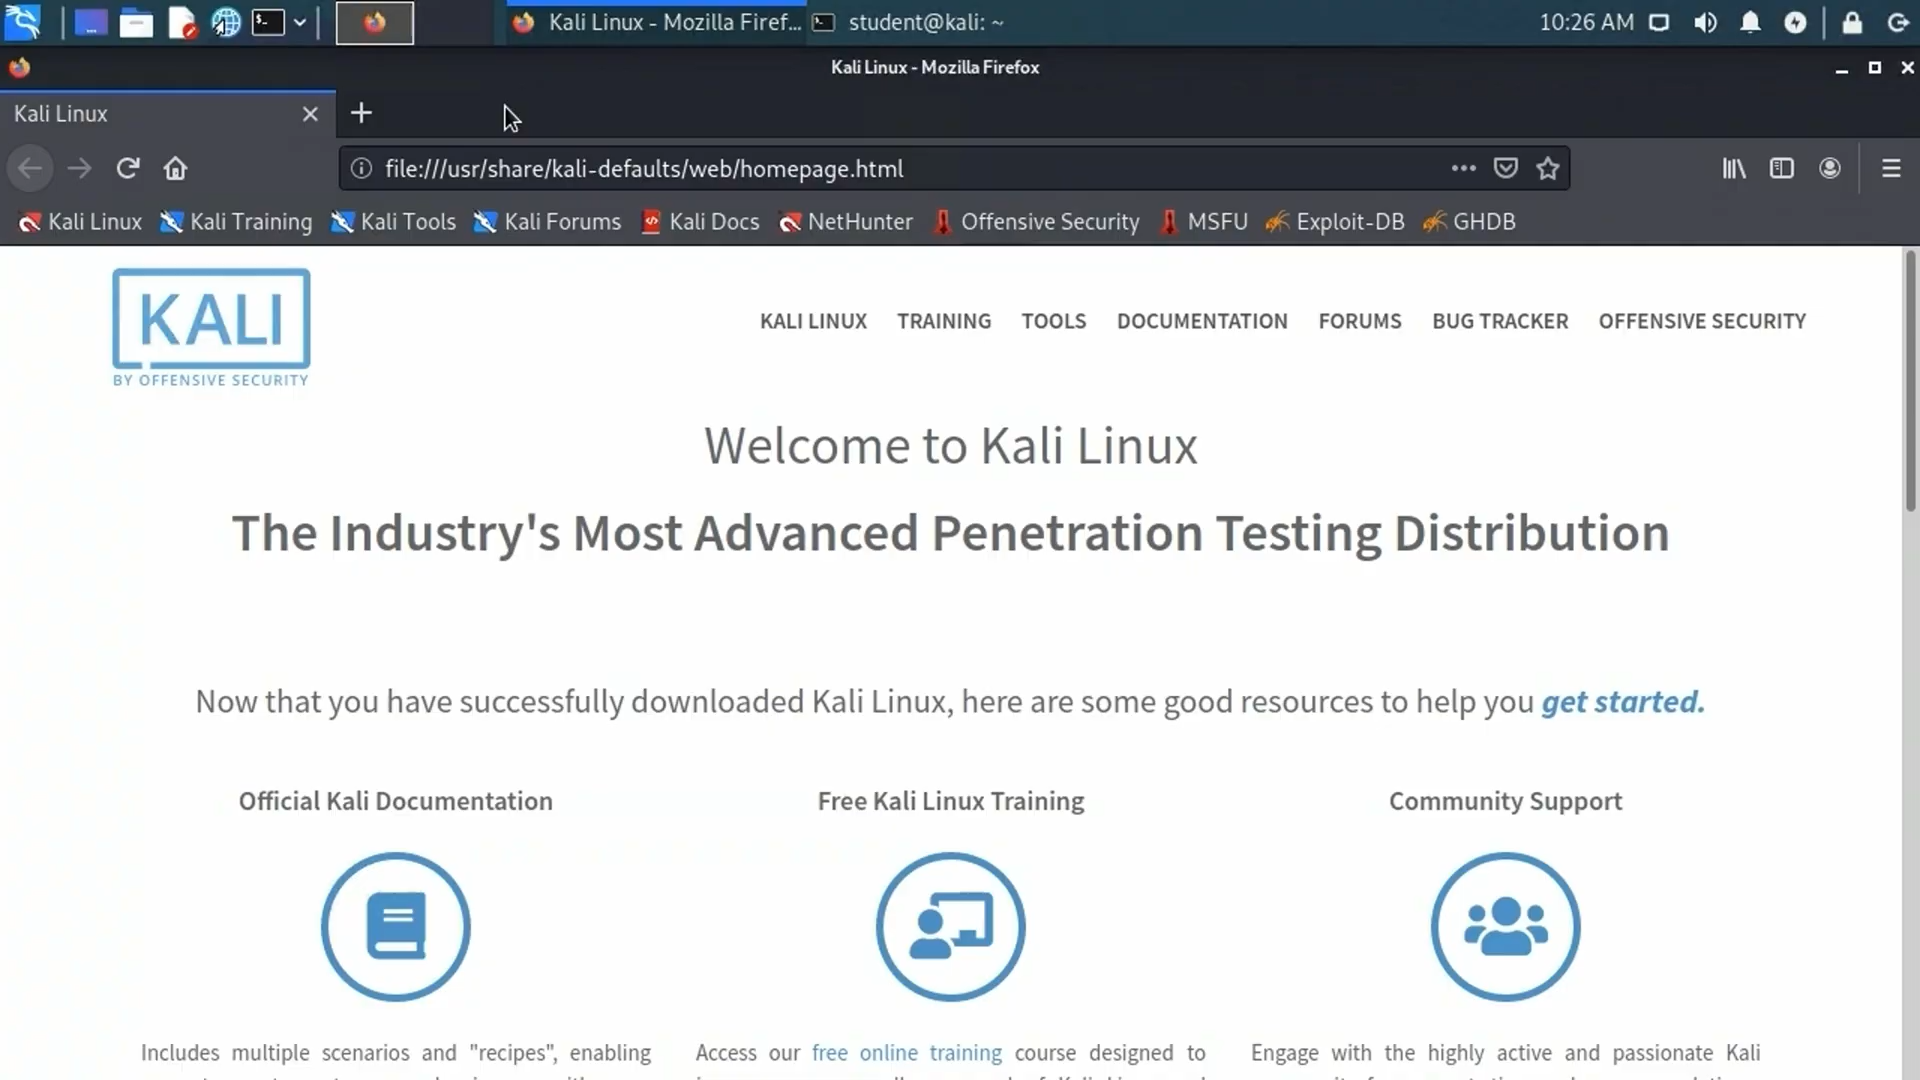 Kali Linux - Mozilla Firef... student@kali: ~ 10:26 AM
Kali Linux - Mozilla Firefox
Kali Linux
file:///usr/share/kali-defaults/web/homepage.html
Kali Linux Kali Training Kali Tools Kali Forums Kali Docs NetHunter Offensive Security MSFU Exploit-DB GHDB
KALI
BY OFFENSIVE SECURITY
KALI LINUX TRAINING TOOLS DOCUMENTATION FORUMS BUG TRACKER OFFENSIVE SECURITY
Welcome to Kali Linux
The Industry's Most Advanced Penetration Testing Distribution
Now that you have successfully downloaded Kali Linux, here are some good resources to help you get started.
Official Kali Documentation
Free Kali Linux Training
Community Support
Includes multiple scenarios and "recipes", enabling
Access our free online training course designed to
Engage with the highly active and passionate Kali